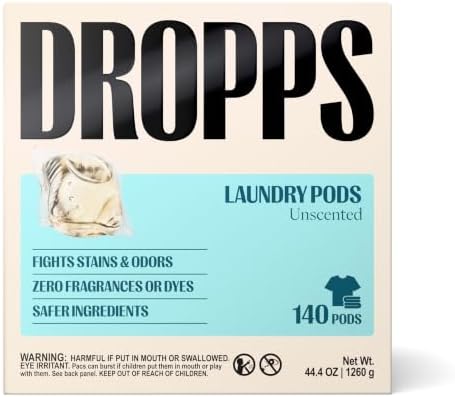 DROPPS
LAUNDRY PODS
Unscented
FIGHTS STAINS & ODORS
ZERO FRAGRANCES OR DYES
SAFER INGREDIENTS
140 PODS
WARNING: HARMFUL IF PUT IN MOUTH OR SWALLOWED.
EYE IRRITANT. Pacs can burst if children put them in mouth or play
with them. See back panel. KEEP OUT OF REACH OF CHILDREN.
Net Wt.
44.4 OZ | 1260 g